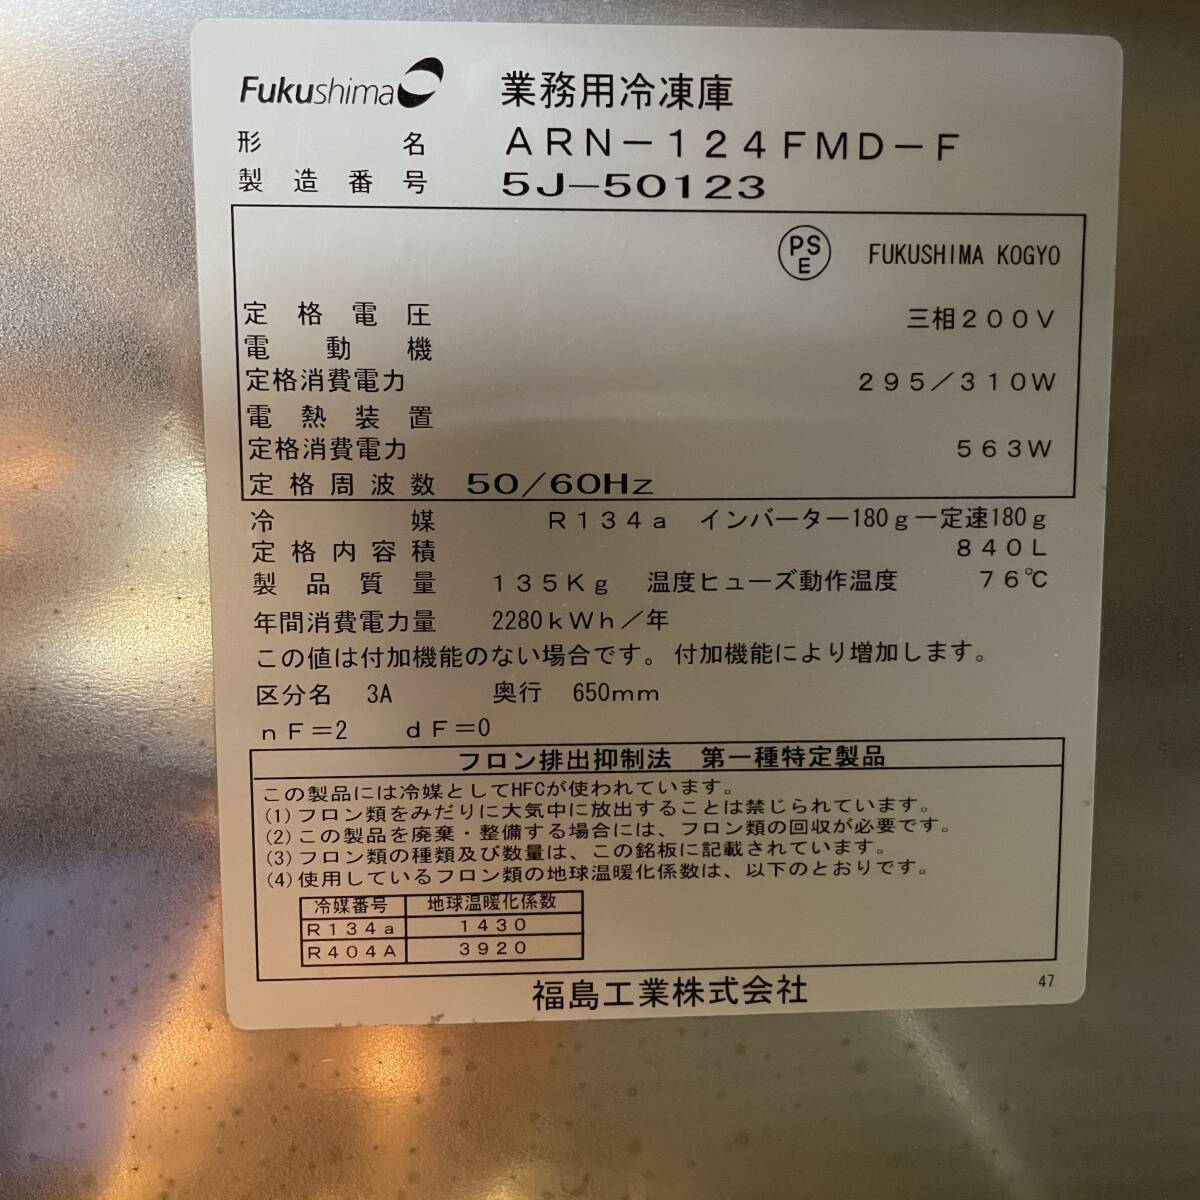 Fukushima 業務用冷凍庫
形名 ARN-124FMD-F
製造番号 5J-50123
PSE FUKUSHIMA KOGYO
定格電圧 三相200V
電動機
定格消費電力 295/310W
電熱装置
定格消費電力 563W
定格周波数 50/60Hz
冷媒 R134a インバーター180g一定速180g
定格内容積 840L
製品質量 135Kg 温度ヒューズ動作温度 76℃
年間消費電力量 2280kWh/年
この値は付加機能のない場合です。付加機能により増加します。
区分名 3A 奥行 650mm
nF=2 dF=0
フロン排出抑制法 第一種特定製品
この製品には冷媒としてHFCが使われています。
(1)フロン類をみだりに大気中に放出することは禁じられています。
(2)この製品を廃棄・整備する場合には、フロン類の回収が必要です。
(3)フロン類の種類及び数量は、この銘板に記載されています。
(4)使用しているフロン類の地球温暖化係数は、以下のとおりです。
冷媒番号 地球温暖化係数
R134a 1430
R404A 3920
福島工業株式会社 47